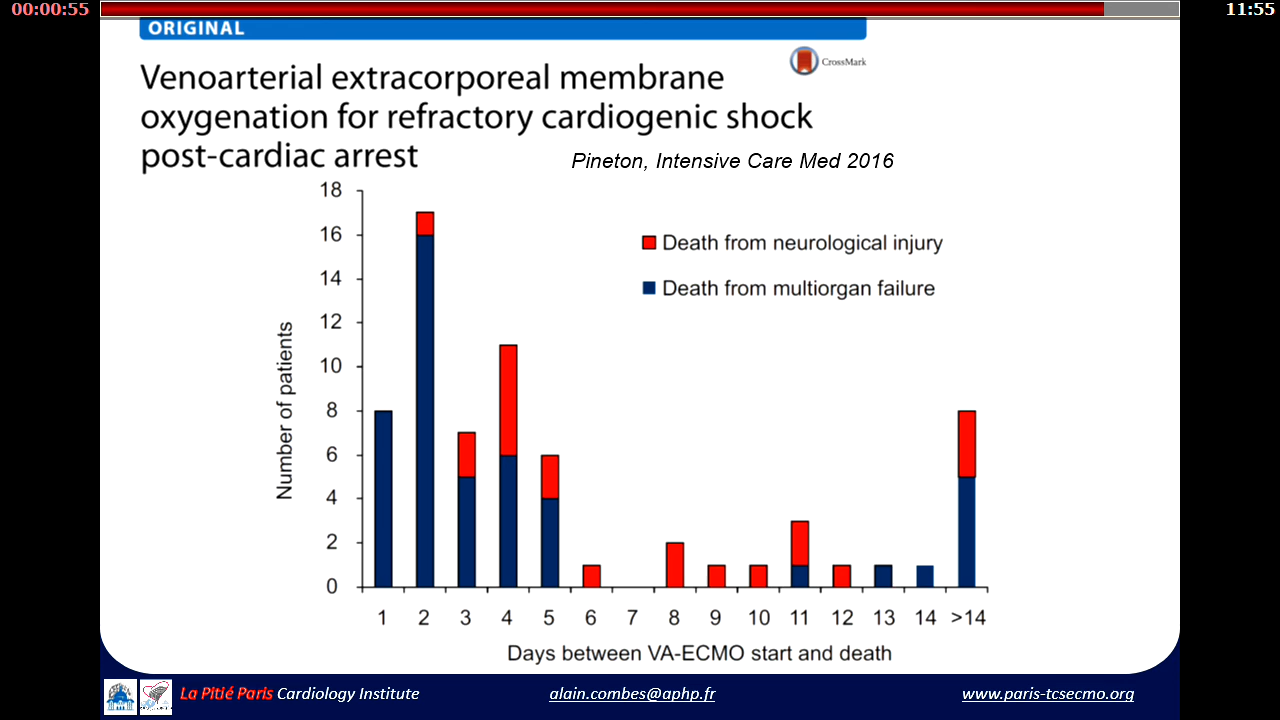 00:00:55
11:55
ORIGINAL
CrossMark
Venoarterial extracorporeal membrane
oxygenation for refractory cardiogenic shock
post-cardiac arrest
Pineton, Intensive Care Med 2016
18
16
14
12
10
8
6
4
2
0
Number of patients
Death from neurological injury
Death from multiorgan failure
1 2 3 4 5 6 7 8 9 10 11 12 13 14 >14
Days between VA-ECMO start and death
La Pitié Paris Cardiology Institute
alain.combes@aphp.fr
www.paris-tcsecmo.org